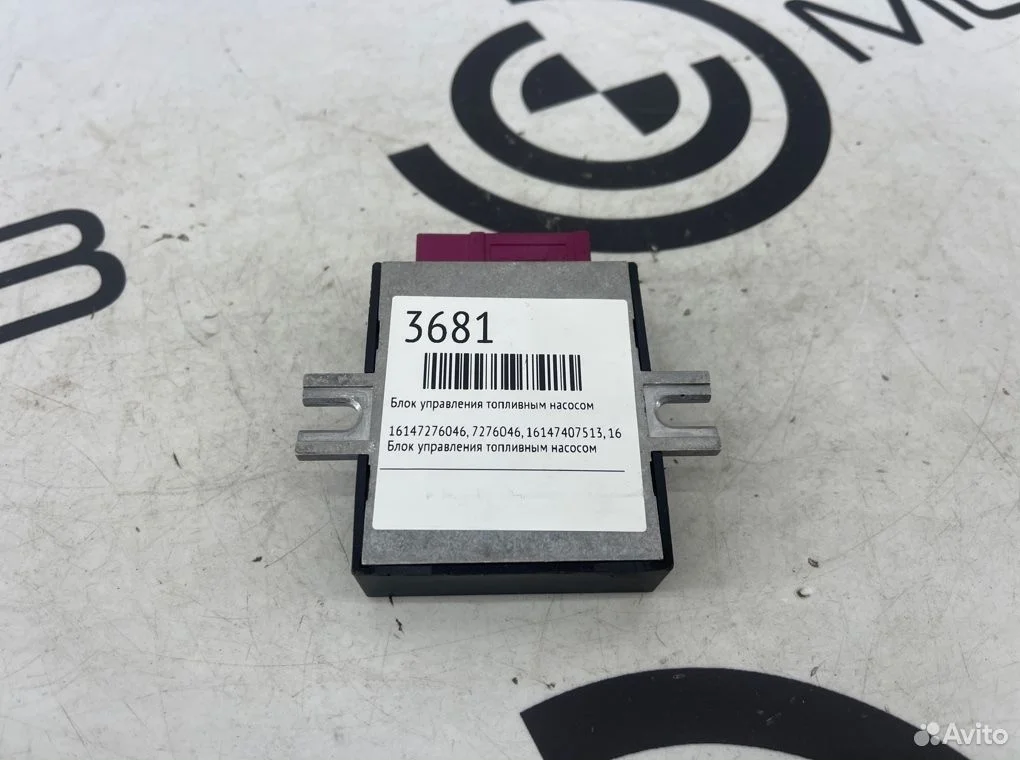 3681
Блок управления топливным насосом
16147276046, 7276046, 16147407513, 16
Блок управления топливным насосом
Avito